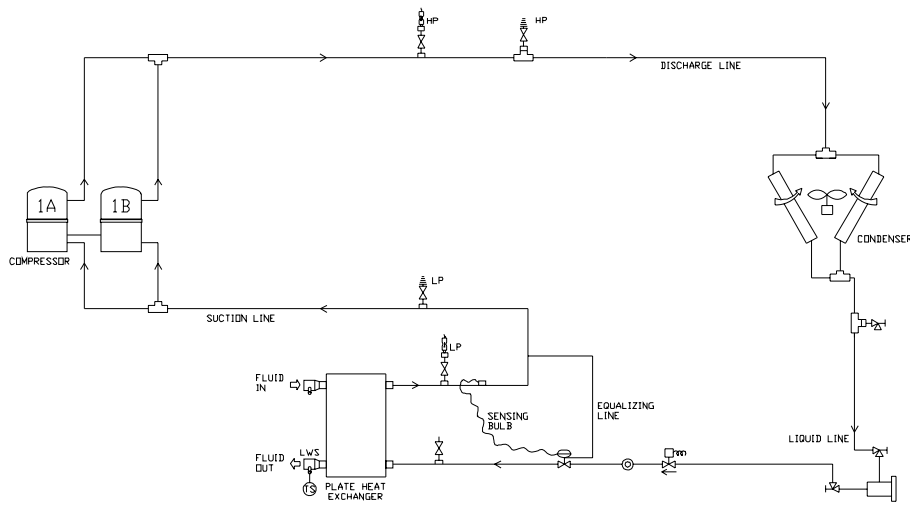 HP
HP
DISCHARGE LINE
1A
1B
COMPRESSOR
CONDENSER
LP
SUCTION LINE
LP
FLUID
IN
SENSING
BULB
EQUALIZING
LINE
LIQUID LINE
FLUID
OUT
LWS
TS
PLATE HEAT
EXCHANGER